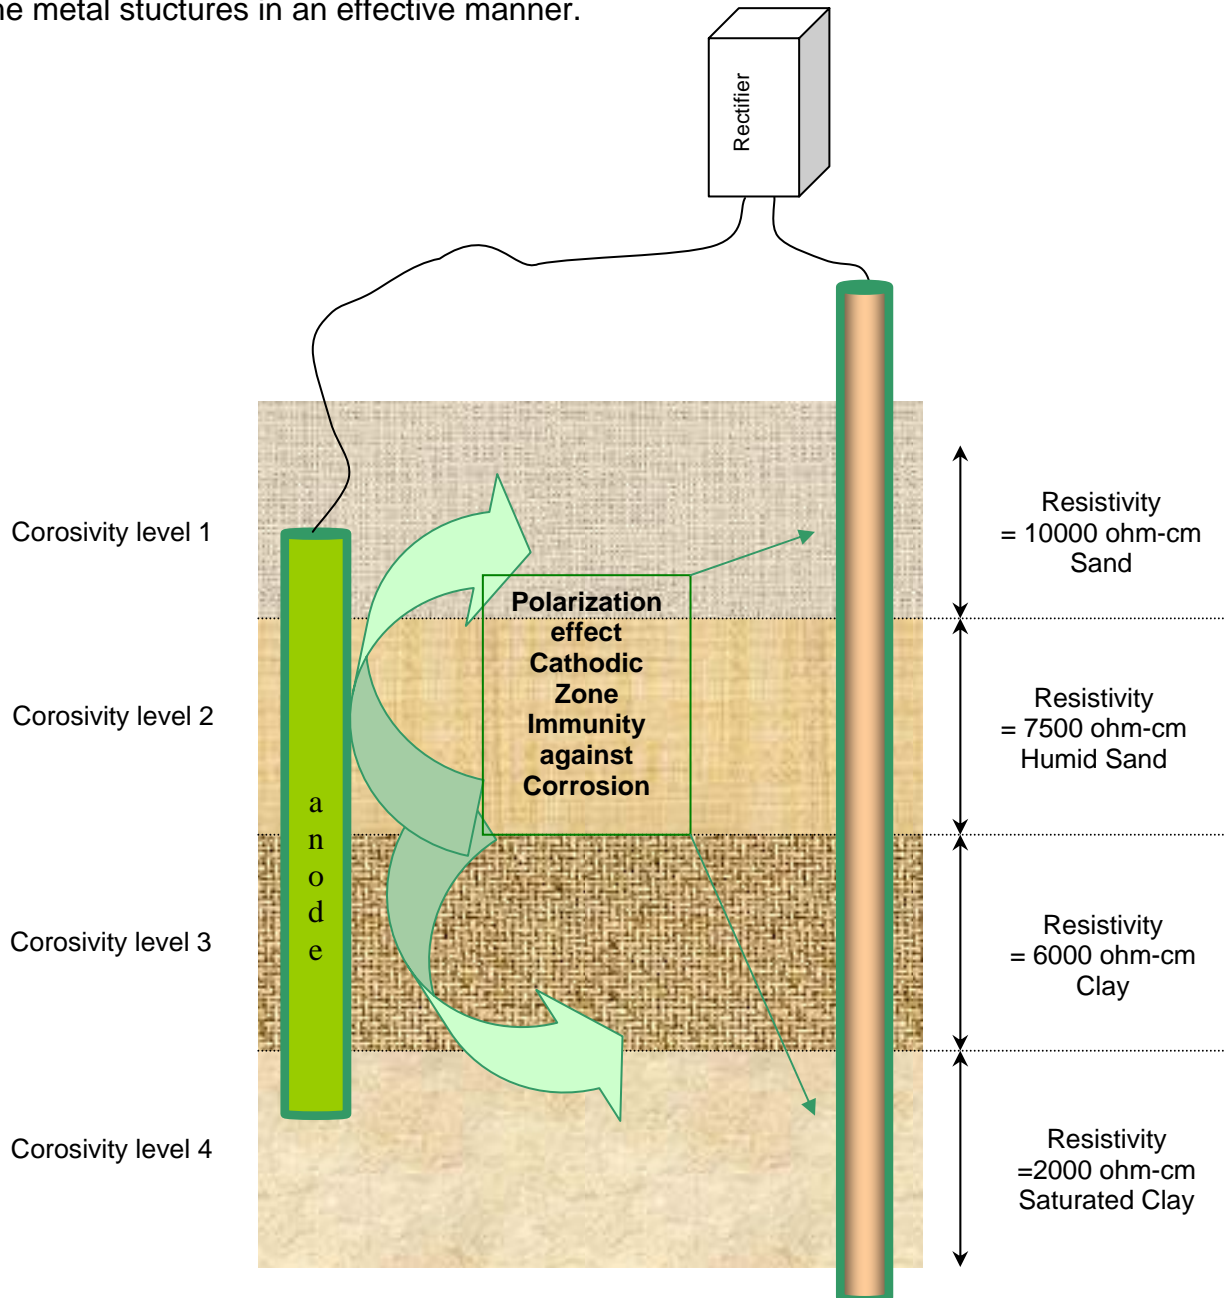 ne metal stuctures in an effective manner.
Rectifier
Corosivity level 1
Resistivity
= 10000 ohm-cm
Sand
Polarization
effect
Cathodic
Zone
Immunity
against
Corrosion
Corosivity level 2
Resistivity
= 7500 ohm-cm
Humid Sand
a
n
o
d
e
Corosivity level 3
Resistivity
= 6000 ohm-cm
Clay
Corosivity level 4
Resistivity
=2000 ohm-cm
Saturated Clay